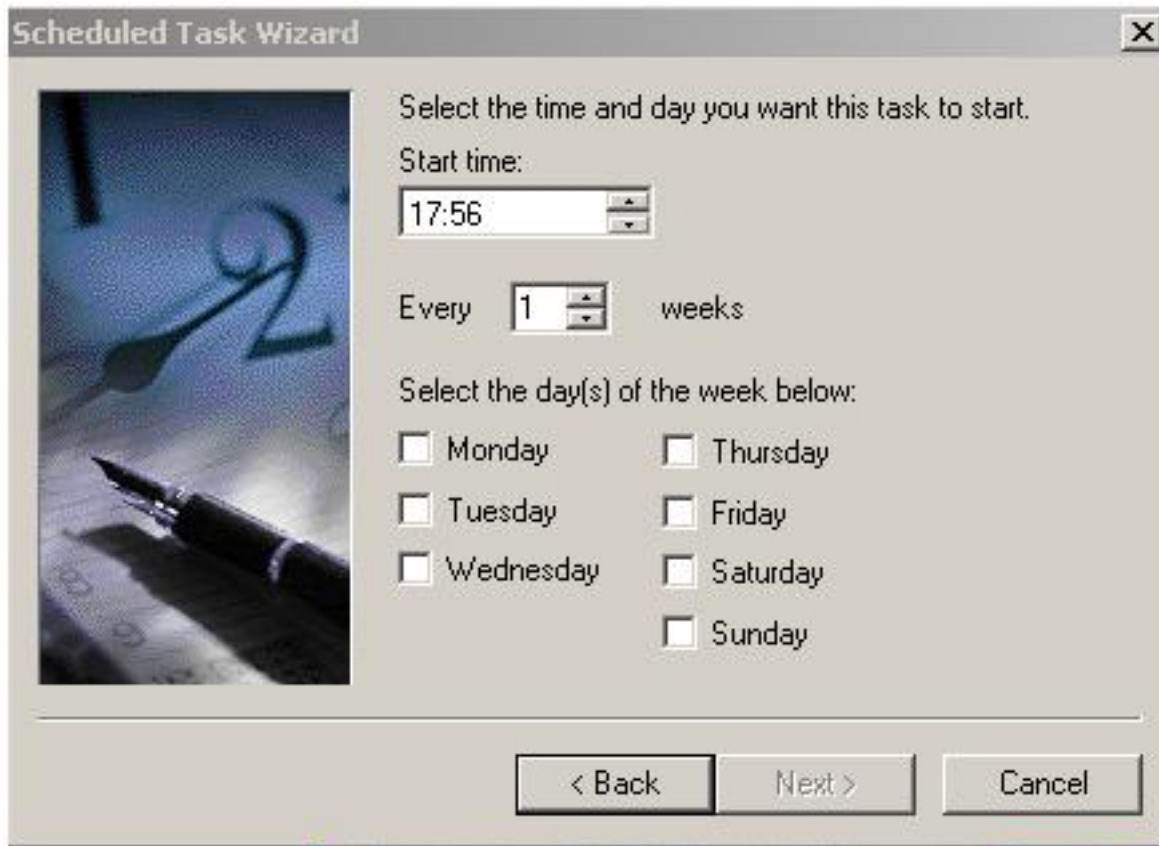 Scheduled Task Wizard
Select the time and day you want this task to start.
Start time:
17:56
Every 1 weeks
Select the day(s) of the week below:
Monday Thursday
Tuesday Friday
Wednesday Saturday
Sunday
< Back Next > Cancel